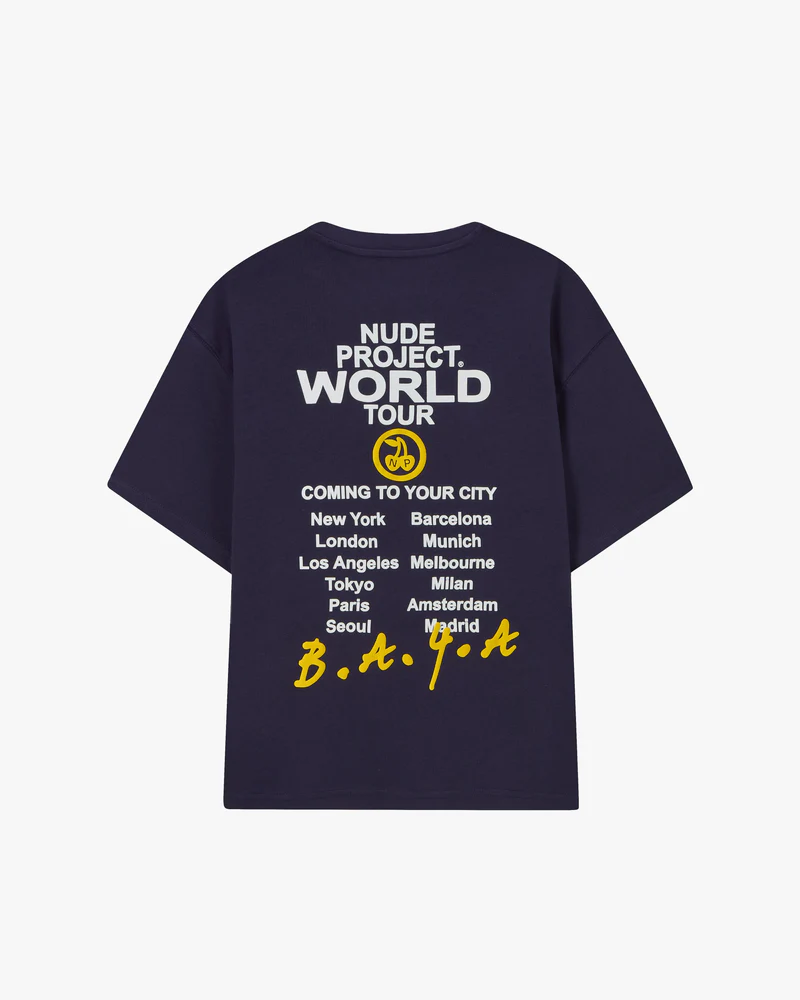 NUDE
PROJECT®
WORLD
TOUR
N P
COMING TO YOUR CITY
New York Barcelona
London Munich
Los Angeles Melbourne
Tokyo Milan
Paris Amsterdam
Seoul Madrid
B.A.4.A